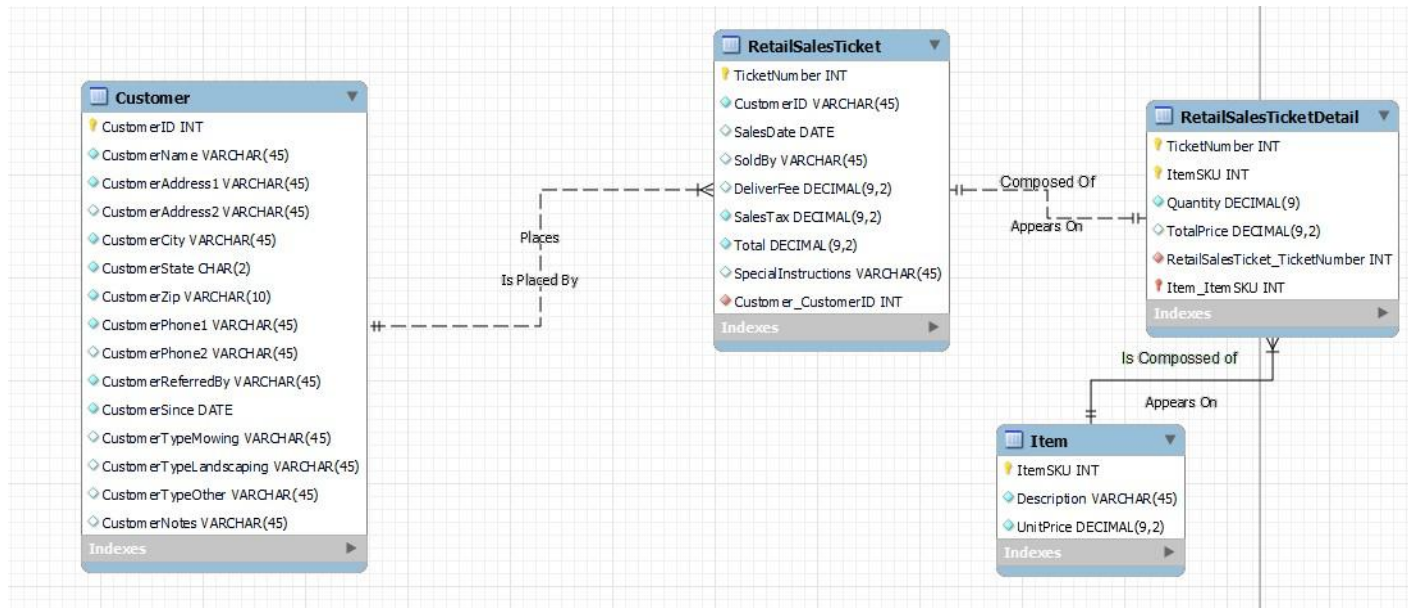 Customer
CustomerID INT
CustomerName VARCHAR(45)
CustomerAddress1 VARCHAR(45)
CustomerAddress2 VARCHAR(45)
CustomerCity VARCHAR(45)
CustomerState CHAR(2)
CustomerZip VARCHAR(10)
CustomerPhone1 VARCHAR(45)
CustomerPhone2 VARCHAR(45)
CustomerReferredBy VARCHAR(45)
CustomerSince DATE
CustomerTypeMowing VARCHAR(45)
CustomerTypeLandscaping VARCHAR(45)
CustomerTypeOther VARCHAR(45)
CustomerNotes VARCHAR(45)
Indexes
Places
Is Placed By
RetailSalesTicket
TicketNumber INT
CustomerID VARCHAR(45)
SalesDate DATE
SoldBy VARCHAR(45)
DeliverFee DECIMAL(9,2)
SalesTax DECIMAL(9,2)
Total DECIMAL(9,2)
SpecialInstructions VARCHAR(45)
Customer_CustomerID INT
Indexes
Composed Of
Appears On
RetailSalesTicketDetail
TicketNumber INT
ItemSKU INT
Quantity DECIMAL(9)
TotalPrice DECIMAL(9,2)
RetailSalesTicket_TicketNumber INT
Item_ItemSKU INT
Indexes
Is Compossed of
Appears On
Item
ItemSKU INT
Description VARCHAR(45)
UnitPrice DECIMAL(9,2)
Indexes